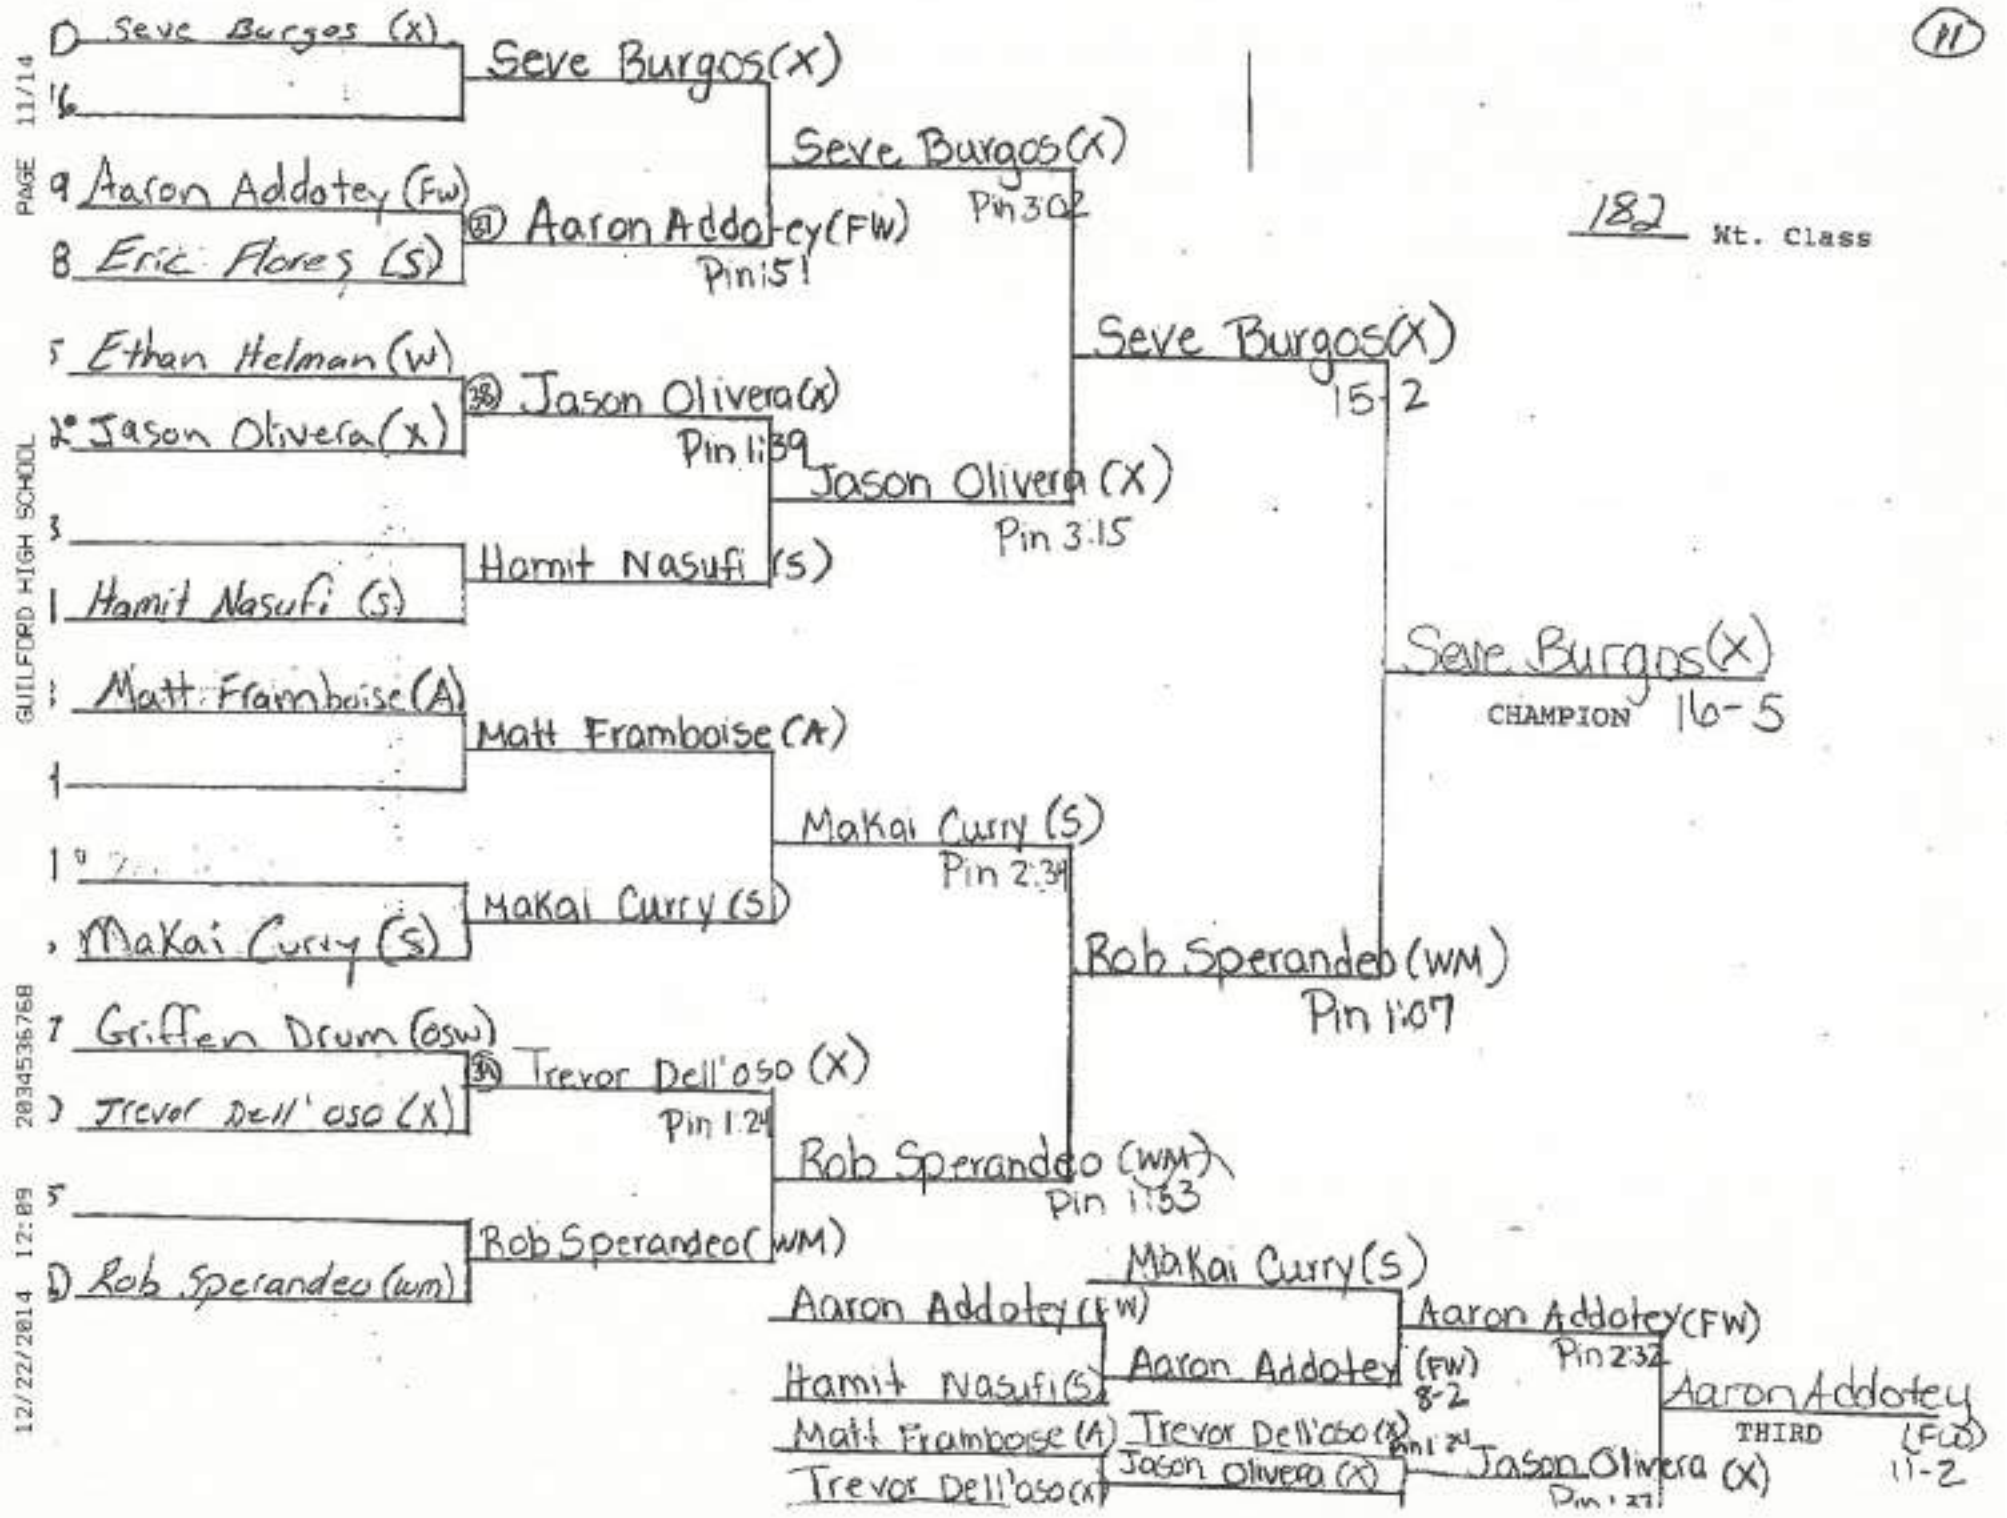 11
D Seve Burgos (X)
16
9 Aaron Addotey (FW)
8 Eric Flores (S)
5 Ethan Helman (W)
Jason Olivera (X)
3
Hamit Nasufi (S)
Matt Framboise (A)
Makai Curry (S)
7 Griffen Drum (OSW)
Trevor Dell'oso (X)
5
Rob Sperandeo (WM)
Seve Burgos (X)
37 Aaron Addotey (FW)
Pin :51
38 Jason Olivera (X)
Pin 1:39
Hamit Nasufi (S)
Matt Framboise (A)
Makai Curry (S)
39 Trevor Dell'oso (X)
Pin 1:24
Rob Sperandeo (WM)
Seve Burgos (X)
Pin 3:02
Jason Olivera (X)
Pin 3:15
Makai Curry (S)
Pin 2:34
Rob Sperandeo (WM)
Pin 1:53
Seve Burgos (X)
15-2
Rob Sperandeo (WM)
Pin 1:07
182 Wt. Class
Seve Burgos (X)
CHAMPION 16-5
Aaron Addotey (FW)
Hamit Nasufi (S)
Matt Framboise (A)
Trevor Dell'oso (X)
Makai Curry (S)
Aaron Addotey (FW)
8-2
Trevor Dell'oso (X)
Jason Olivera (X)
Aaron Addotey (FW)
Pin 2:32
Jason Olivera (X)
Aaron Addotey
THIRD (FW)
11-2
12/22/2014 12:09 2034536768 GUILFORD HIGH SCHOOL PAGE 11/14